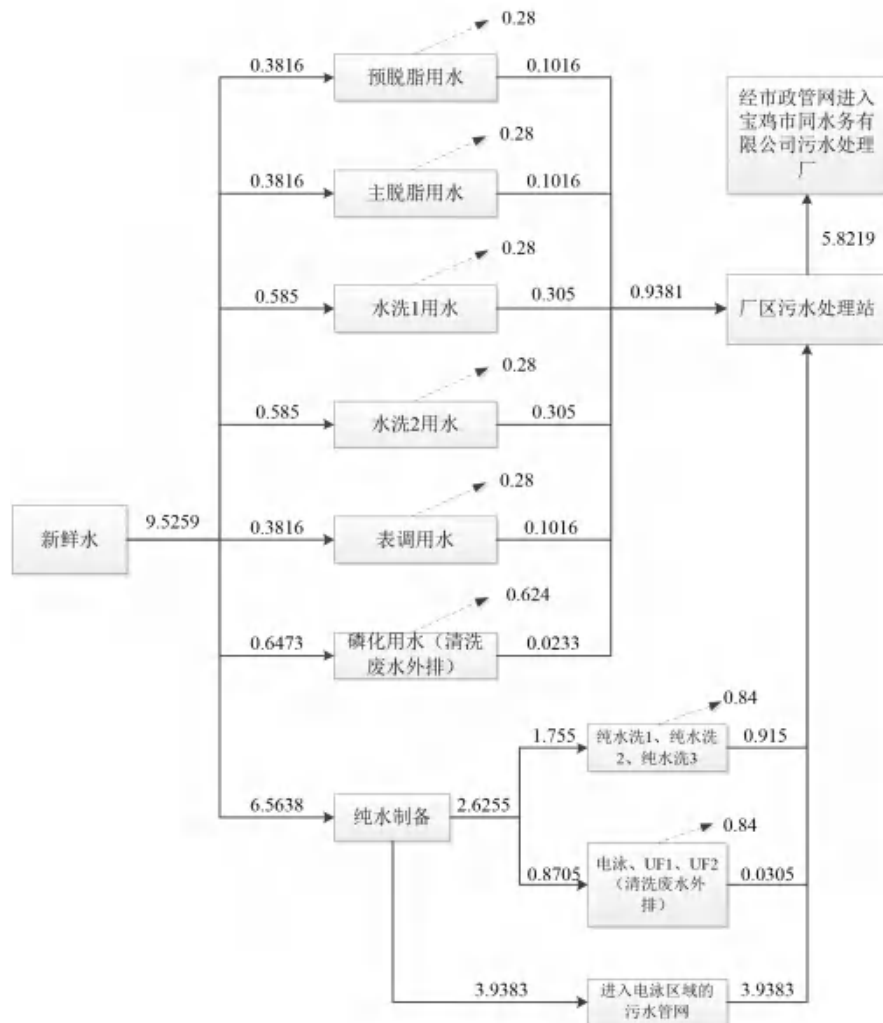 0.28
0.3816
预脱脂用水
0.1016
经市政管网进入
宝鸡市同水务有
限公司污水处理
厂
0.28
0.3816
主脱脂用水
0.1016
5.8219
0.28
0.585
水洗1用水
0.305
0.9381
厂区污水处理站
0.28
0.585
水洗2用水
0.305
0.28
新鲜水
9.5259
0.3816
表调用水
0.1016
0.624
0.6473
磷化用水（清洗
废水外排）
0.0233
0.84
1.755
纯水洗1、纯水洗
2、纯水洗3
0.915
6.5638
纯水制备
2.6255
0.84
0.8705
电泳、UF1、UF2
（清洗废水外
排）
0.0305
3.9383
进入电泳区域的
污水管网
3.9383